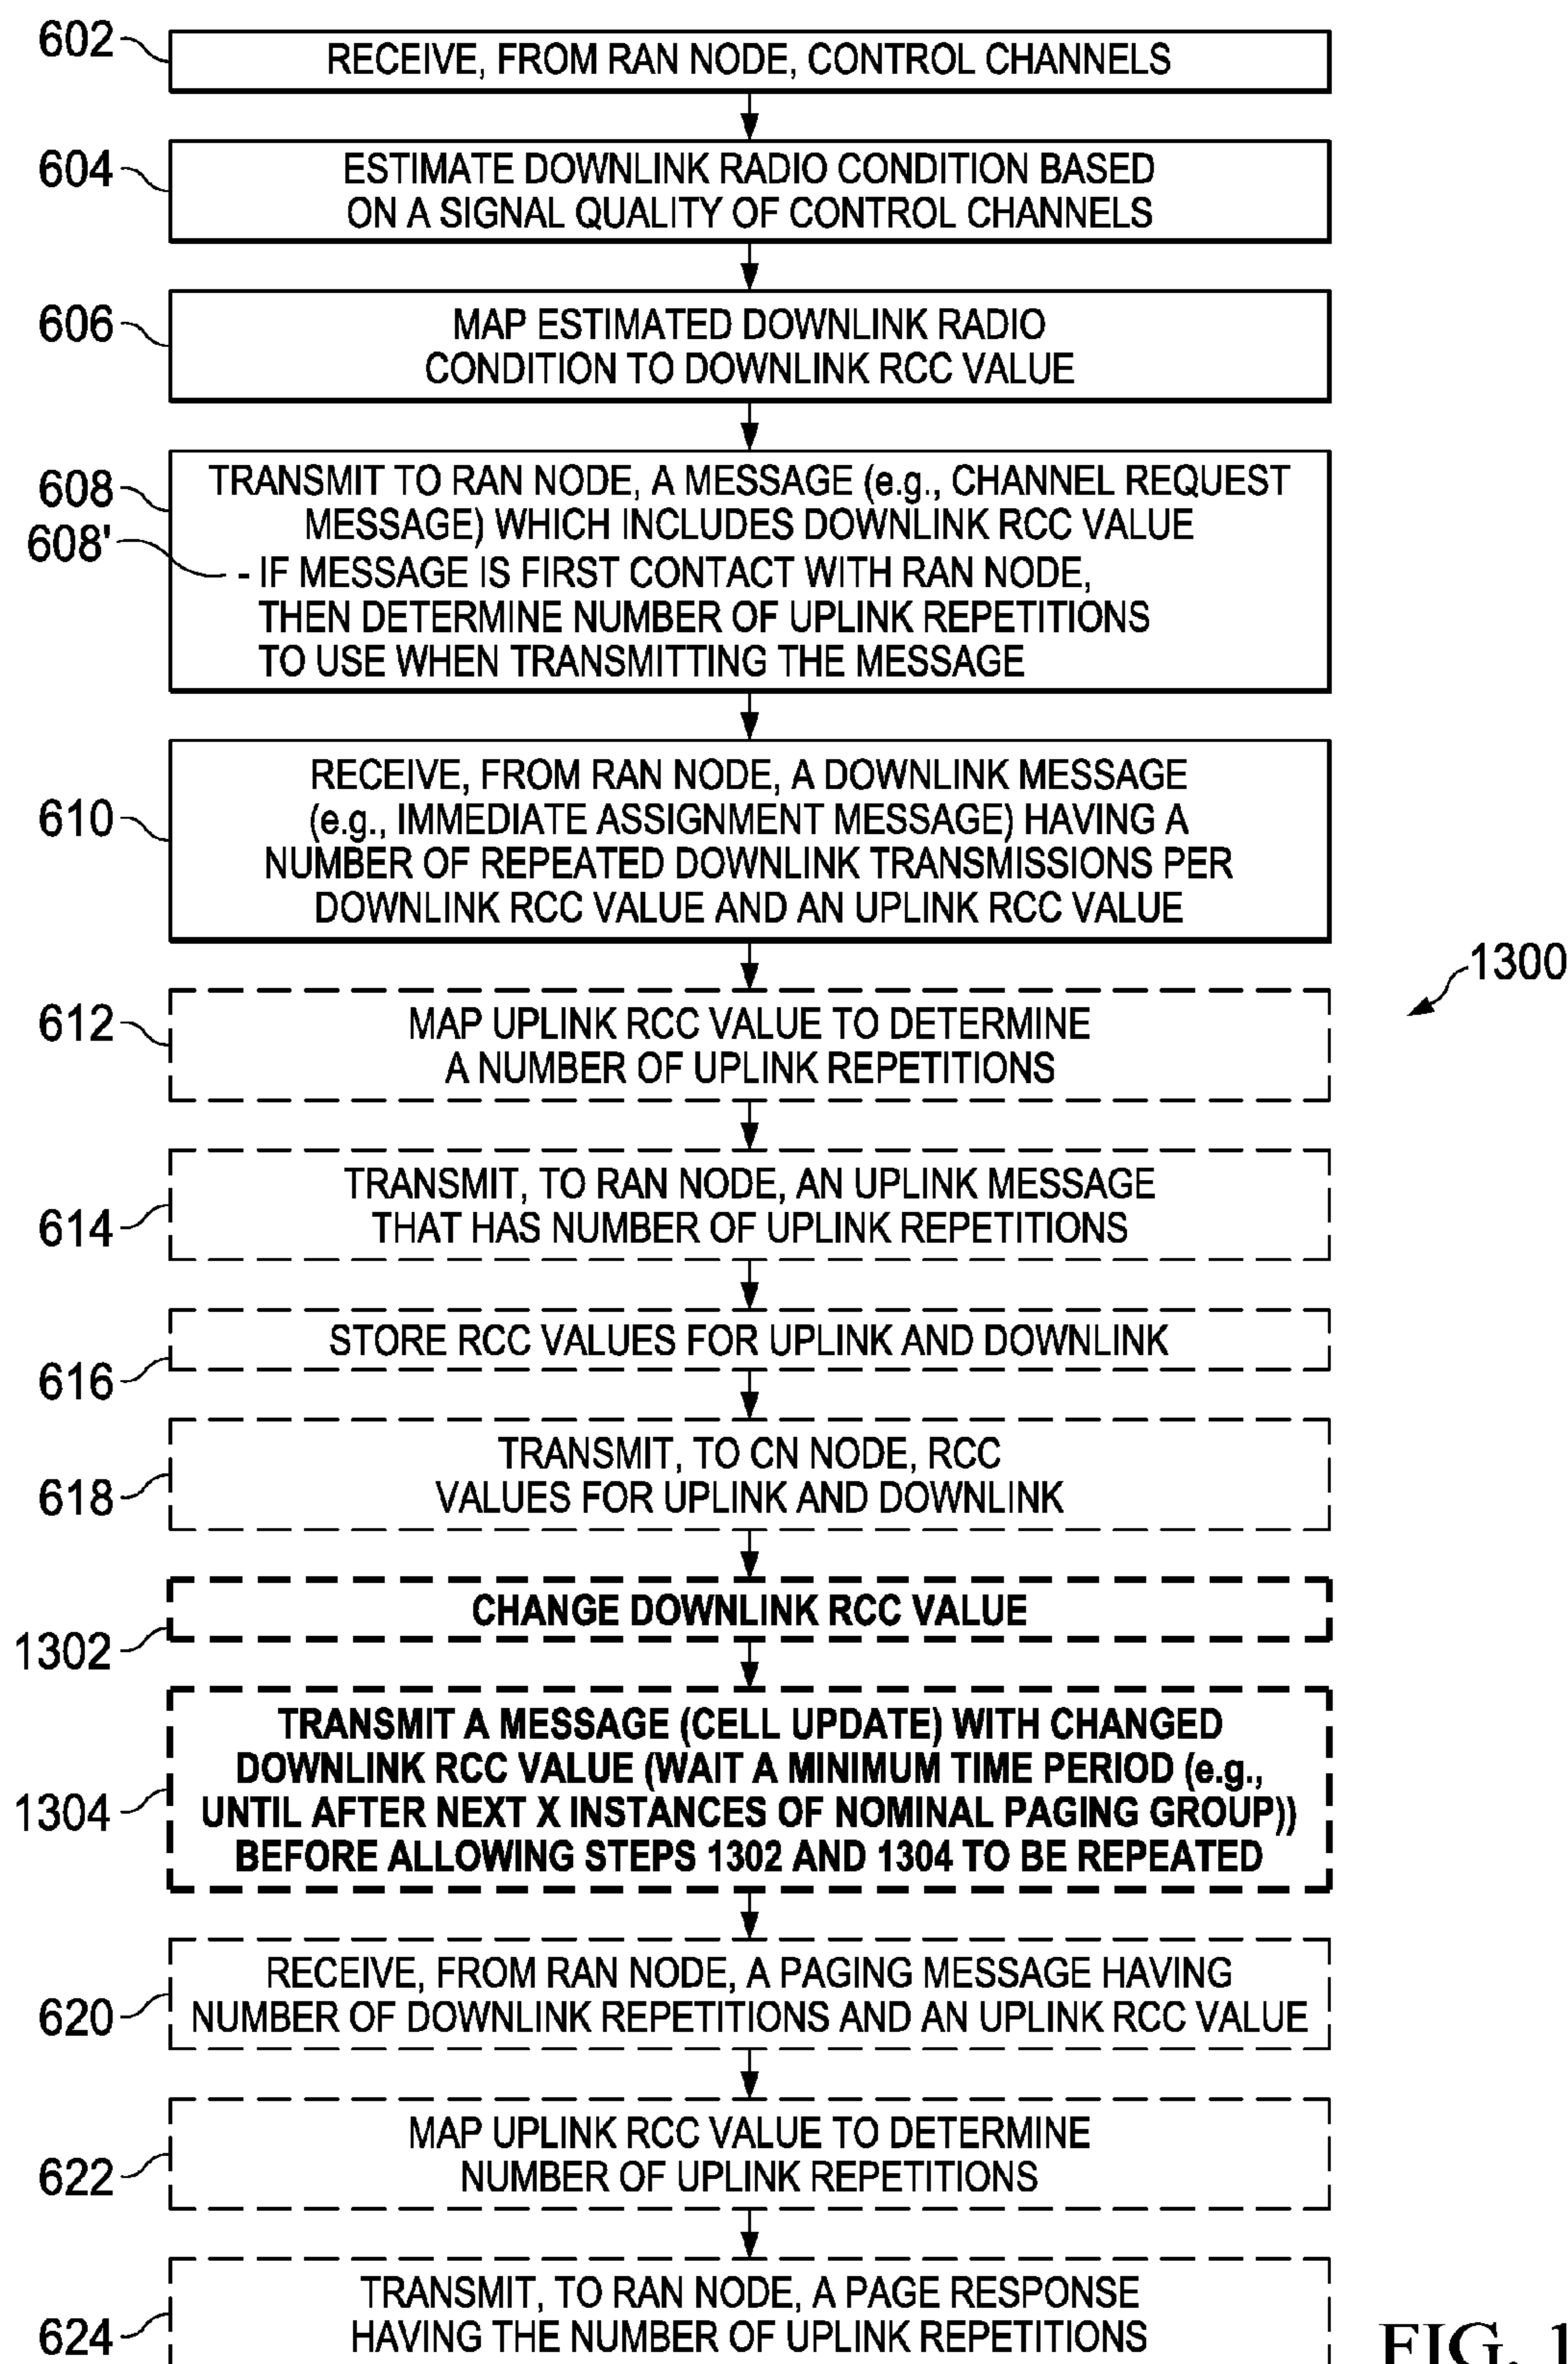 602
RECEIVE, FROM RAN NODE, CONTROL CHANNELS
604
ESTIMATE DOWNLINK RADIO CONDITION BASED
ON A SIGNAL QUALITY OF CONTROL CHANNELS
606
MAP ESTIMATED DOWNLINK RADIO
CONDITION TO DOWNLINK RCC VALUE
608
TRANSMIT TO RAN NODE, A MESSAGE (e.g., CHANNEL REQUEST
MESSAGE) WHICH INCLUDES DOWNLINK RCC VALUE
608'
- IF MESSAGE IS FIRST CONTACT WITH RAN NODE,
THEN DETERMINE NUMBER OF UPLINK REPETITIONS
TO USE WHEN TRANSMITTING THE MESSAGE
610
RECEIVE, FROM RAN NODE, A DOWNLINK MESSAGE
(e.g., IMMEDIATE ASSIGNMENT MESSAGE) HAVING A
NUMBER OF REPEATED DOWNLINK TRANSMISSIONS PER
DOWNLINK RCC VALUE AND AN UPLINK RCC VALUE
1300
612
MAP UPLINK RCC VALUE TO DETERMINE
A NUMBER OF UPLINK REPETITIONS
614
TRANSMIT, TO RAN NODE, AN UPLINK MESSAGE
THAT HAS NUMBER OF UPLINK REPETITIONS
616
STORE RCC VALUES FOR UPLINK AND DOWNLINK
618
TRANSMIT, TO CN NODE, RCC
VALUES FOR UPLINK AND DOWNLINK
1302
CHANGE DOWNLINK RCC VALUE
1304
TRANSMIT A MESSAGE (CELL UPDATE) WITH CHANGED
DOWNLINK RCC VALUE (WAIT A MINIMUM TIME PERIOD (e.g.,
UNTIL AFTER NEXT X INSTANCES OF NOMINAL PAGING GROUP))
BEFORE ALLOWING STEPS 1302 AND 1304 TO BE REPEATED
620
RECEIVE, FROM RAN NODE, A PAGING MESSAGE HAVING
NUMBER OF DOWNLINK REPETITIONS AND AN UPLINK RCC VALUE
622
MAP UPLINK RCC VALUE TO DETERMINE
NUMBER OF UPLINK REPETITIONS
624
TRANSMIT, TO RAN NODE, A PAGE RESPONSE
HAVING THE NUMBER OF UPLINK REPETITIONS
FIG.